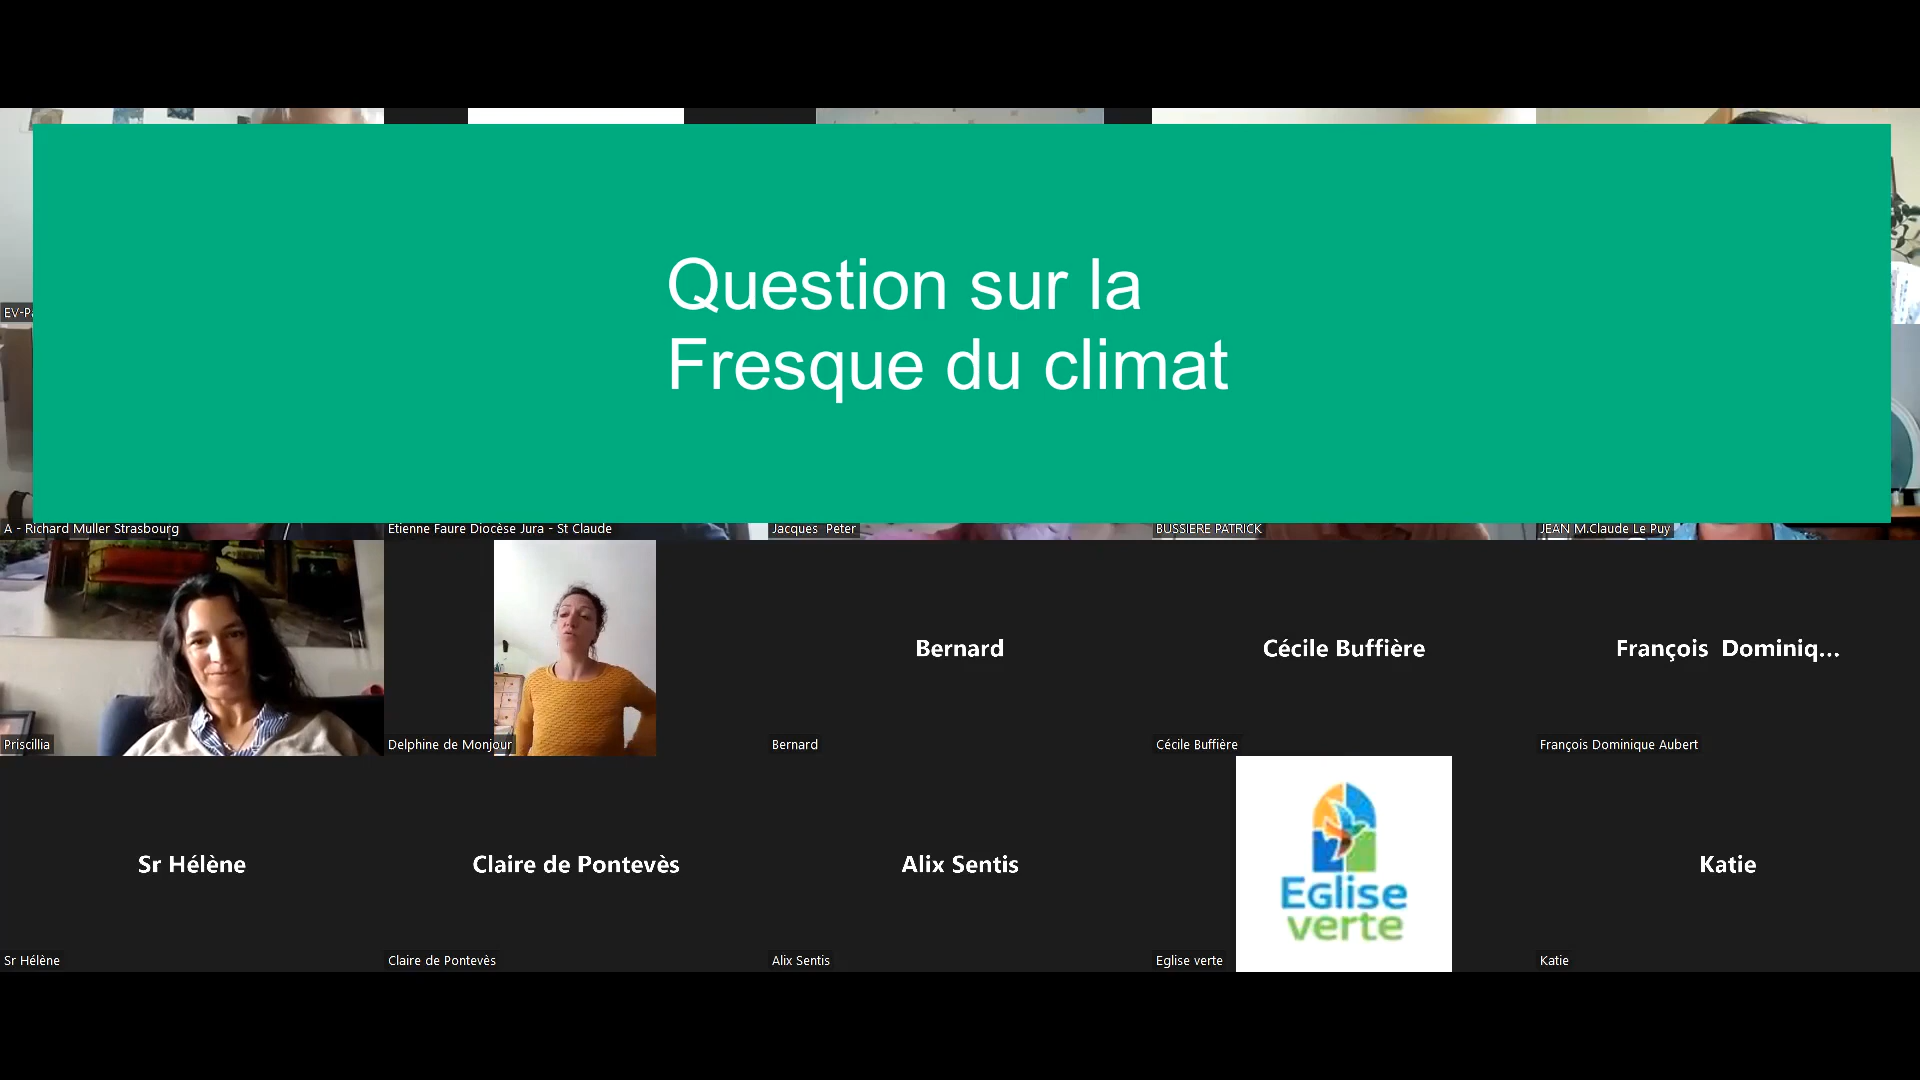 Question sur la
Fresque du climat
A - Richard Muller Strasbourg
Etienne Faure Diocèse Jura - St Claude
Jacques Peter
BUSSIERE PATRICK
JEAN M.Claude Le Puy
Bernard
Cécile Buffière
François Dominiq...
Priscillia
Delphine de Monjour
Bernard
Cécile Buffière
François Dominique Aubert
Sr Hélène
Claire de Pontevès
Alix Sentis
Eglise
verte
Katie
Sr Hélène
Claire de Pontevès
Alix Sentis
Eglise verte
Katie